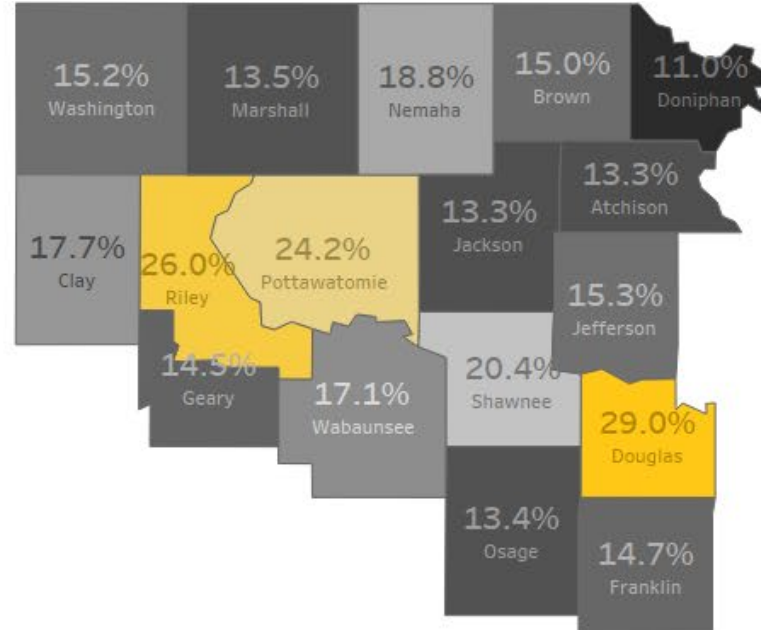 15.2%
Washington
13.5%
Marshall
18.8%
Nemaha
15.0%
Brown
11.0%
Doniphan
17.7%
Clay
26.0%
Riley
24.2%
Pottawatomie
13.3%
Jackson
13.3%
Atchison
15.3%
Jefferson
14.5%
Geary
17.1%
Wabaunsee
20.4%
Shawnee
29.0%
Douglas
13.4%
Osage
14.7%
Franklin